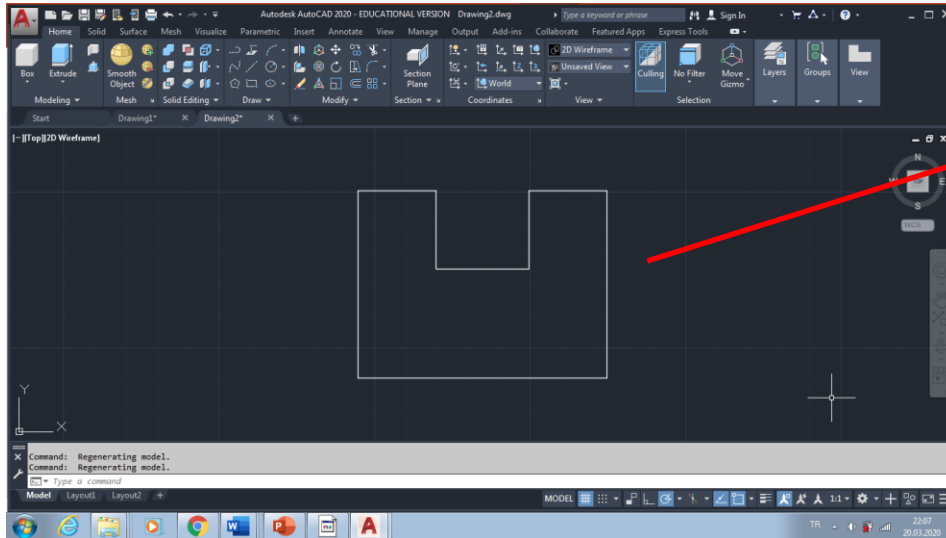 Autodesk AutoCAD 2020 - EDUCATIONAL VERSION Drawing2.dwg Type a keyword or phrase Sign In
Home Solid Surface Mesh Visualize Parametric Insert Annotate View Manage Output Add-ins Collaborate Featured Apps Express Tools
2D Wireframe
Unsaved View
World
Box Extrude Smooth Object Section Plane Culling No Filter Move Gizmo Layers Groups View
Modeling Mesh Solid Editing Draw Modify Section Coordinates View Selection
Start Drawing1* Drawing2*
[-][Top][2D Wireframe]
N
E
S
WCS
Y
X
Command: Regenerating model.
Command: Regenerating model.
Type a command
Model Layout1 Layout2 + MODEL 1:1
TR 22:07
20.03.2020